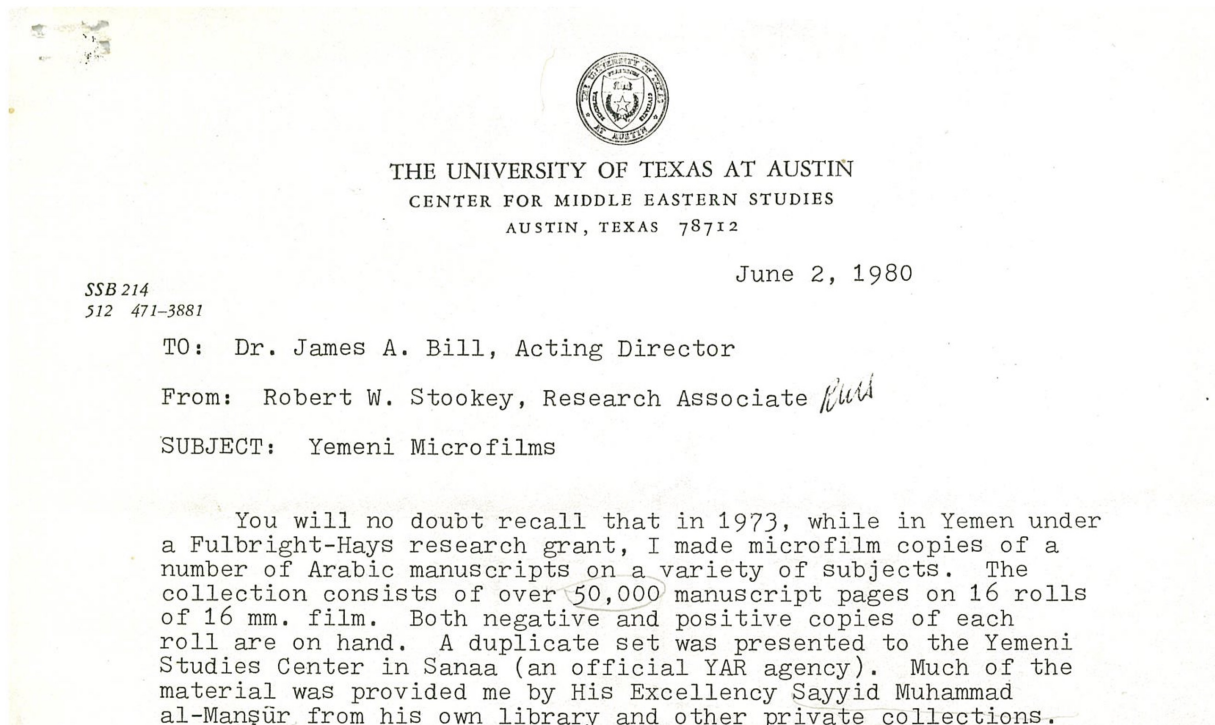 THE UNIVERSITY OF TEXAS
AT AUSTIN
THE UNIVERSITY OF TEXAS AT AUSTIN
CENTER FOR MIDDLE EASTERN STUDIES
AUSTIN, TEXAS 78712
June 2, 1980
SSB 214
512 471-3881
TO: Dr. James A. Bill, Acting Director
From: Robert W. Stookey, Research Associate
SUBJECT: Yemeni Microfilms
You will no doubt recall that in 1973, while in Yemen under
a Fulbright-Hays research grant, I made microfilm copies of a
number of Arabic manuscripts on a variety of subjects. The
collection consists of over 50,000 manuscript pages on 16 rolls
of 16 mm. film. Both negative and positive copies of each
roll are on hand. A duplicate set was presented to the Yemeni
Studies Center in Sanaa (an official YAR agency). Much of the
material was provided me by His Excellency Sayyid Muhammad
al-Manṣūr from his own library and other private collections.